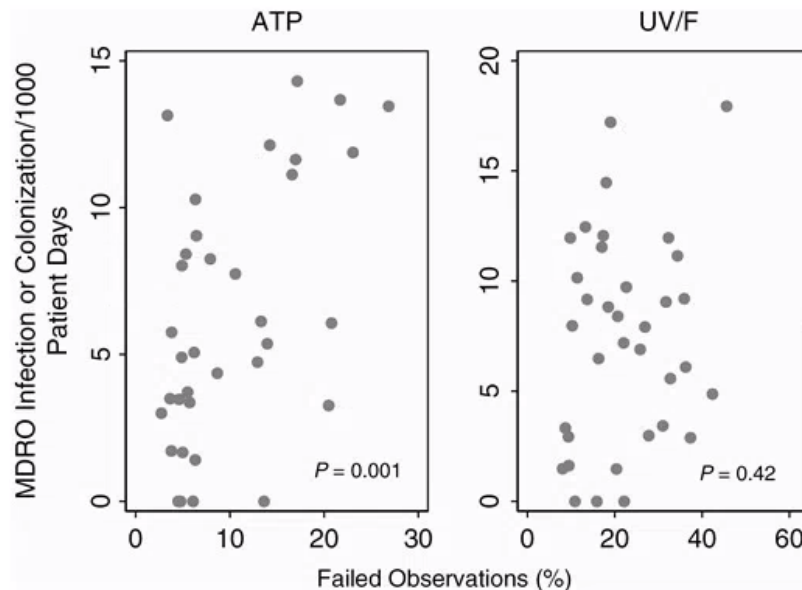 ATP
UV/F
MDRO Infection or Colonization/1000
Patient Days
15
10
5
0
P = 0.001
0
10
20
30
20
15
10
5
0
P = 0.42
0
20
40
60
Failed Observations (%)